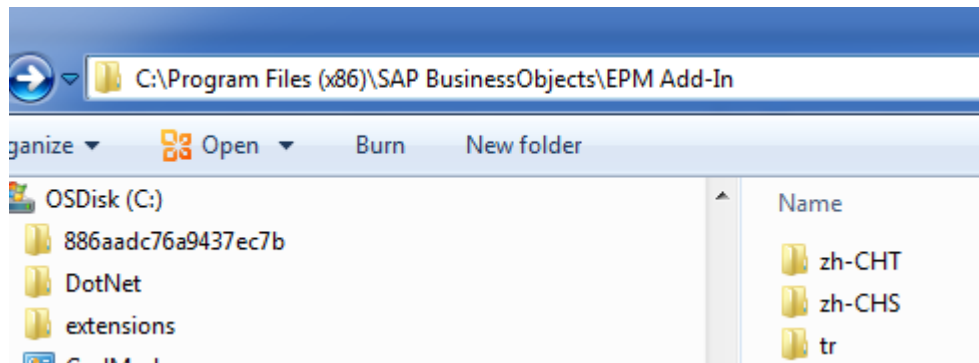 C:\Program Files (x86)\SAP BusinessObjects\EPM Add-In
ganize Open Burn New folder
OSDisk (C:)
886aadc76a9437ec7b
DotNet
extensions
Name
zh-CHT
zh-CHS
tr